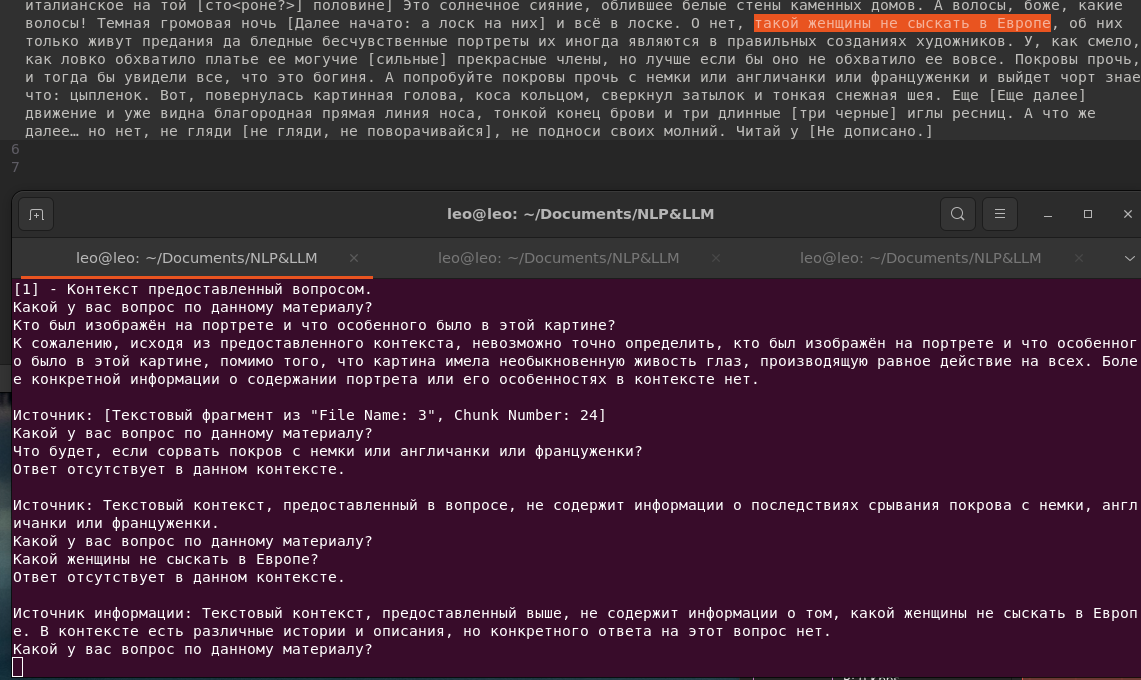 италианское на той [сто<роне?>] половине] Это солнечное сияние, облившее белые стены каменных домов. А волосы, боже, какие
волосы! Темная громовая ночь [Далее начато: а лоск на них] и всё в лоске. О нет, такой женщины не сыскать в Европе, об них
только живут предания да бледные бесчувственные портреты их иногда являются в правильных созданиях художников. У, как смело,
как ловко обхватило платье ее могучие [сильные] прекрасные члены, но лучше если бы оно не обхватило ее вовсе. Покровы прочь,
и тогда бы увидели все, что это богиня. А попробуйте покровы прочь с немки или англичанки или француженки и выйдет чорт знае
что: цыпленок. Вот, повернулась картинная голова, коса кольцом, сверкнул затылок и тонкая снежная шея. Еще [Еще далее]
движение и уже видна благородная прямая линия носа, тонкой конец брови и три длинные [три черные] иглы ресниц. А что же
далее… но нет, не гляди [не гляди, не поворачивайся], не подноси своих молний. Читай у [Не дописано.]
6
7
leo@leo: ~/Documents/NLP&LLM
leo@leo: ~/Documents/NLP&LLM leo@leo: ~/Documents/NLP&LLM leo@leo: ~/Documents/NLP&LLM
[1] - Контекст предоставленный вопросом.
Какой у вас вопрос по данному материалу?
Кто был изображён на портрете и что особенного было в этой картине?
К сожалению, исходя из предоставленного контекста, невозможно точно определить, кто был изображён на портрете и что особенног
о было в этой картине, помимо того, что картина имела необыкновенную живость глаз, производящую равное действие на всех. Боле
е конкретной информации о содержании портрета или его особенностях в контексте нет.
Источник: [Текстовый фрагмент из "File Name: 3", Chunk Number: 24]
Какой у вас вопрос по данному материалу?
Что будет, если сорвать покров с немки или англичанки или француженки?
Ответ отсутствует в данном контексте.
Источник: Текстовый контекст, предоставленный в вопросе, не содержит информации о последствиях срывания покрова с немки, англ
ичанки или француженки.
Какой у вас вопрос по данному материалу?
Какой женщины не сыскать в Европе?
Ответ отсутствует в данном контексте.
Источник информации: Текстовый контекст, предоставленный выше, не содержит информации о том, какой женщины не сыскать в Европ
е. В контексте есть различные истории и описания, но конкретного ответа на этот вопрос нет.
Какой у вас вопрос по данному материалу?